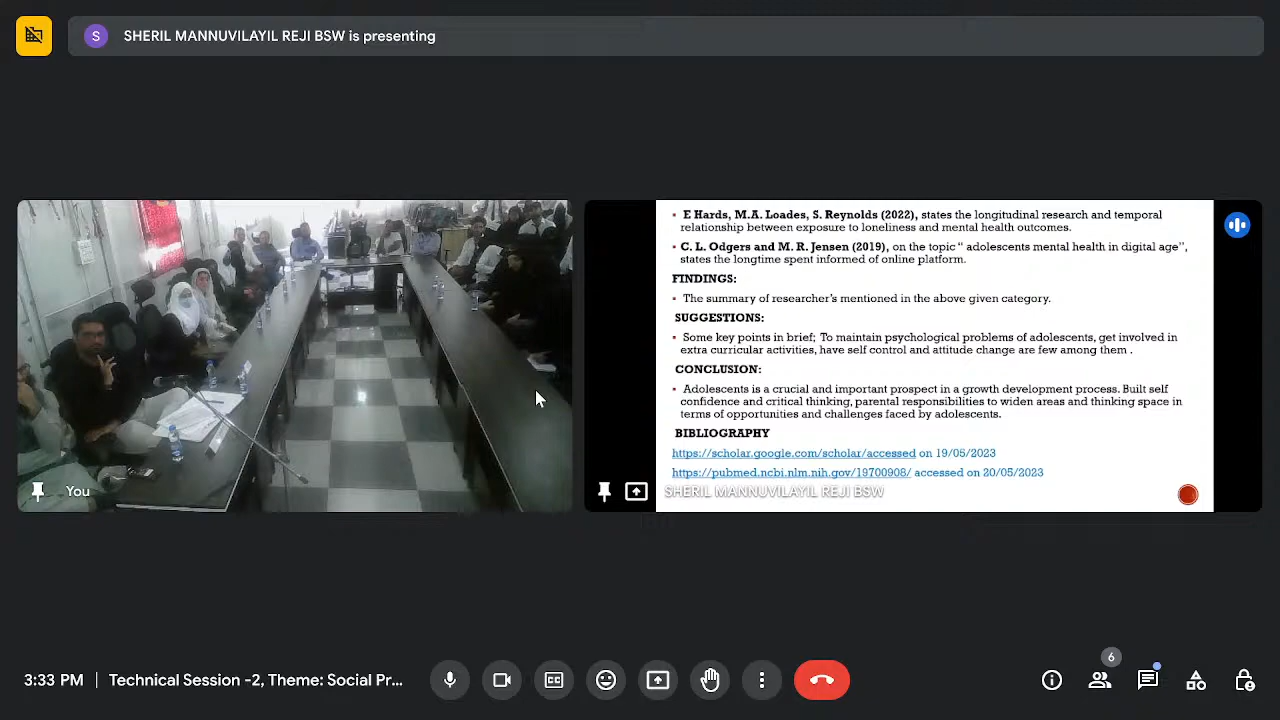 S SHERIL MANNUVILAYIL REJI BSW is presenting
▪ E Hards, M.A. Loades, S. Reynolds (2022), states the longitudinal research and temporal
relationship between exposure to loneliness and mental health outcomes.
▪ C. L. Odgers and M. R. Jensen (2019), on the topic “ adolescents mental health in digital age”,
states the longtime spent informed of online platform.
FINDINGS:
▪ The summary of researcher's mentioned in the above given category.
SUGGESTIONS:
▪ Some key points in brief; To maintain psychological problems of adolescents, get involved in
extra curricular activities, have self control and attitude change are few among them .
CONCLUSION:
▪ Adolescents is a crucial and important prospect in a growth development process. Built self
confidence and critical thinking, parental responsibilities to widen areas and thinking space in
terms of opportunities and challenges faced by adolescents.
BIBLIOGRAPHY
https://scholar.google.com/scholar/accessed on 19/05/2023
https://pubmed.ncbi.nlm.nih.gov/19700908/ accessed on 20/05/2023
You
SHERIL MANNUVILAYIL REJI BSW
6
3:33 PM | Technical Session -2, Theme: Social Pr...